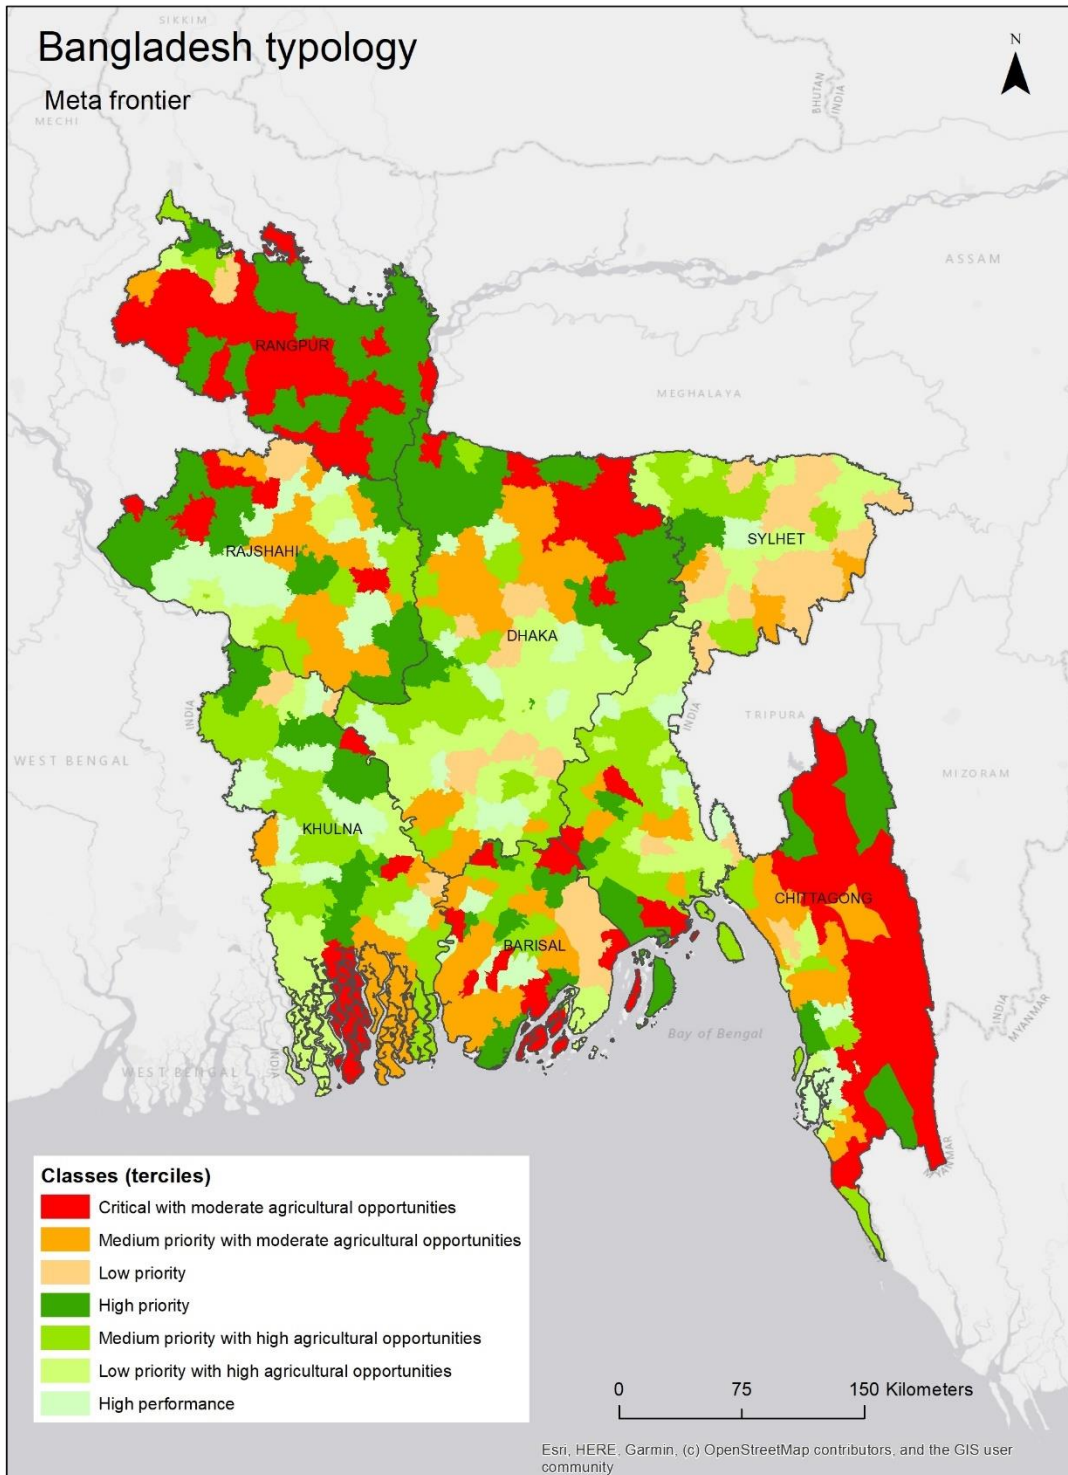 SIKKIM
Bangladesh typology
N
Meta frontier
MECHI
BHUTAN
INDIA
ASSAM
RANGPUR
MEGHALAYA
SYLHET
RAJSHAHI
DHAKA
INDIA
INDIA
TRIPURA
WEST BENGAL
MIZORAM
KHULNA
CHITTAGONG
BARISAL
INDIA
MYANMAR
Bay of Bengal
INDIA
WEST BENGAL
MYANMAR
Classes (terciles)
Critical with moderate agricultural opportunities
Medium priority with moderate agricultural opportunities
Low priority
High priority
Medium priority with high agricultural opportunities
Low priority with high agricultural opportunities
High performance
0 75 150 Kilometers
Esri, HERE, Garmin, (c) OpenStreetMap contributors, and the GIS user
community